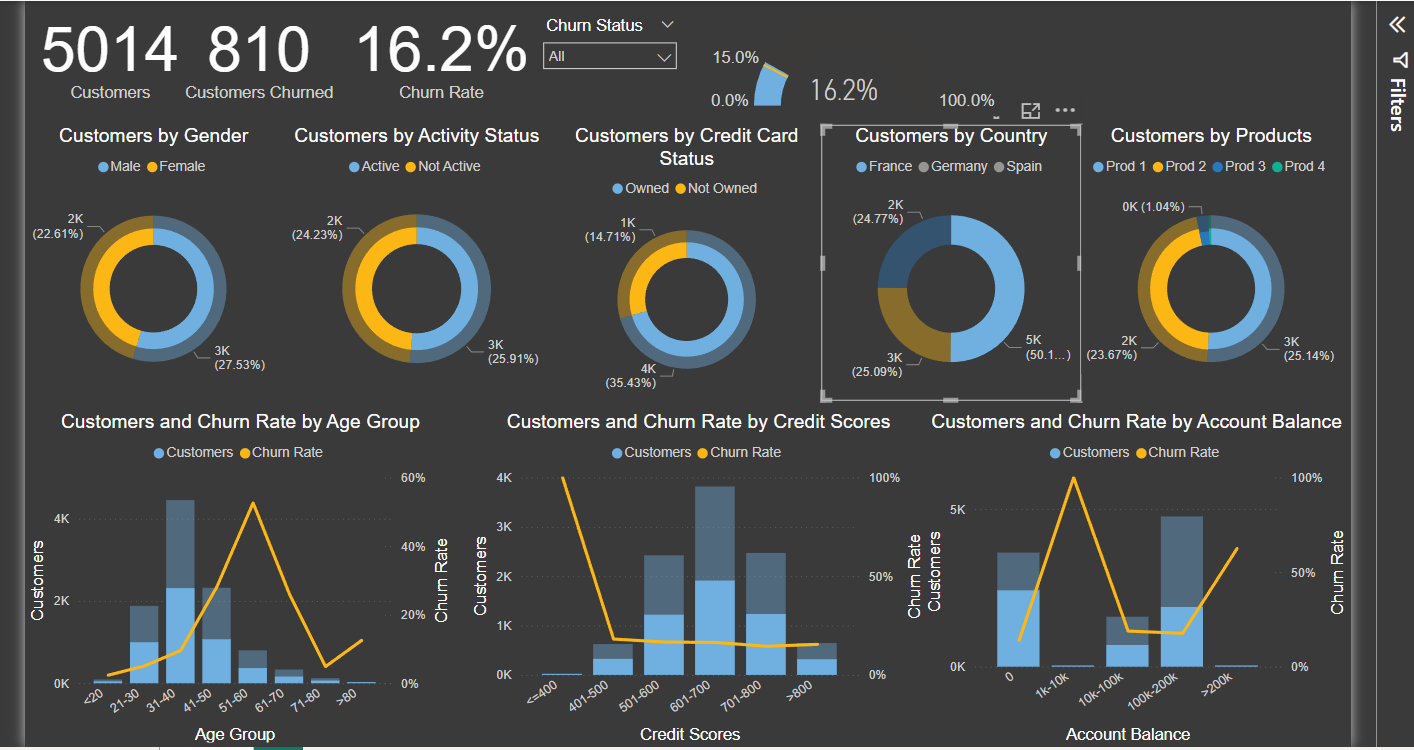 5014
Customers
810
Customers Churned
16.2%
Churn Rate
Churn Status
All
15.0%
0.0%
16.2%
100.0%
Filters
Customers by Gender
Male Female
2K
(22.61%)
3K
(27.53%)
Customers by Activity Status
Active Not Active
2K
(24.23%)
3K
(25.91%)
Customers by Credit Card
Status
Owned Not Owned
1K
(14.71%)
4K
(35.43%)
Customers by Country
France Germany Spain
2K
(24.77%)
3K
(25.09%)
5K
(50.1...)
Customers by Products
Prod 1 Prod 2 Prod 3 Prod 4
0K (1.04%)
2K
(23.67%)
3K
(25.14%)
Customers and Churn Rate by Age Group
Customers Churn Rate
Customers
4K
2K
0K
60%
40%
20%
0%
Churn Rate
<20 21-30 31-40 41-50 51-60 61-70 71-80 >80
Age Group
Customers and Churn Rate by Credit Scores
Customers Churn Rate
Customers
4K
3K
2K
1K
0K
100%
50%
0%
Churn Rate
<=400 401-500 501-600 601-700 701-800 >800
Credit Scores
Customers and Churn Rate by Account Balance
Customers Churn Rate
Customers
5K
0K
100%
50%
0%
Churn Rate
0 1k-10k 10k-100k 100k-200k >200k
Account Balance